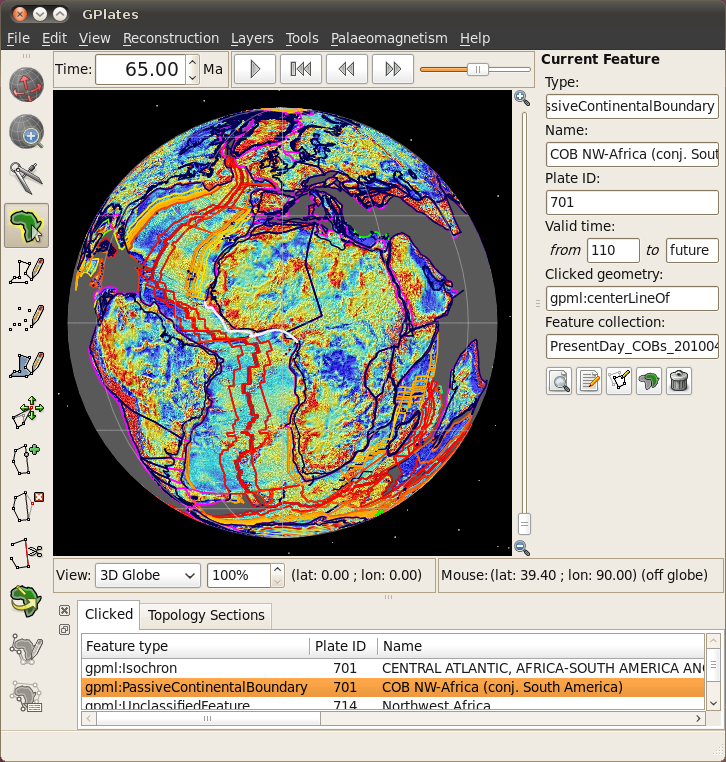 GPlates
File Edit View Reconstruction Layers Tools Palaeomagnetism Help
Time: 65.00 Ma
Current Feature
Type:
ssiveContinentalBoundary
Name:
COB NW-Africa (conj. Sout
Plate ID:
701
Valid time:
from 110 to future
Clicked geometry:
gpml:centerLineOf
Feature collection:
PresentDay_COBs_201004
View: 3D Globe 100% (lat: 0.00 ; lon: 0.00) Mouse: (lat: 39.40 ; lon: 90.00) (off globe)
Clicked Topology Sections
Feature type Plate ID Name
gpml:Isochron 701 CENTRAL ATLANTIC, AFRICA-SOUTH AMERICA AN
gpml:PassiveContinentalBoundary 701 COB NW-Africa (conj. South America)
gpml:UnclassifiedFeature 714 Northwest Africa